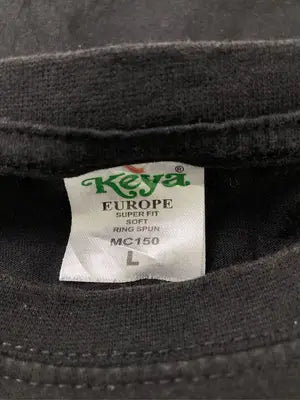 Keya®
EUROPE
SUPER FIT
SOFT
RING SPUN
MC150
L